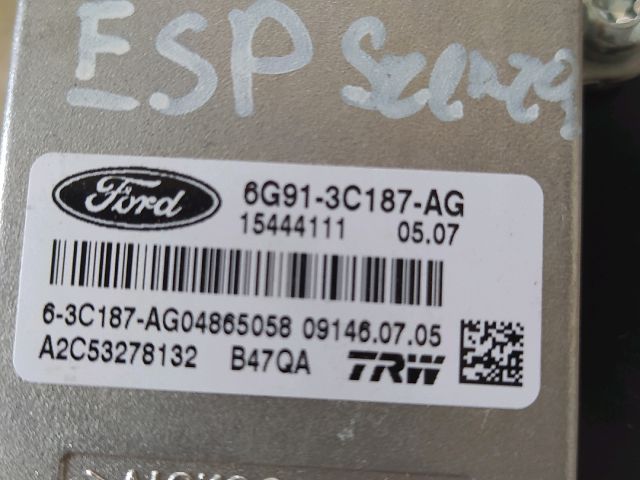 ESP
Ford
6G91-3C187-AG
15444111 05.07
6-3C187-AG04865058 09146.07.05
A2C53278132 B47QA TRW